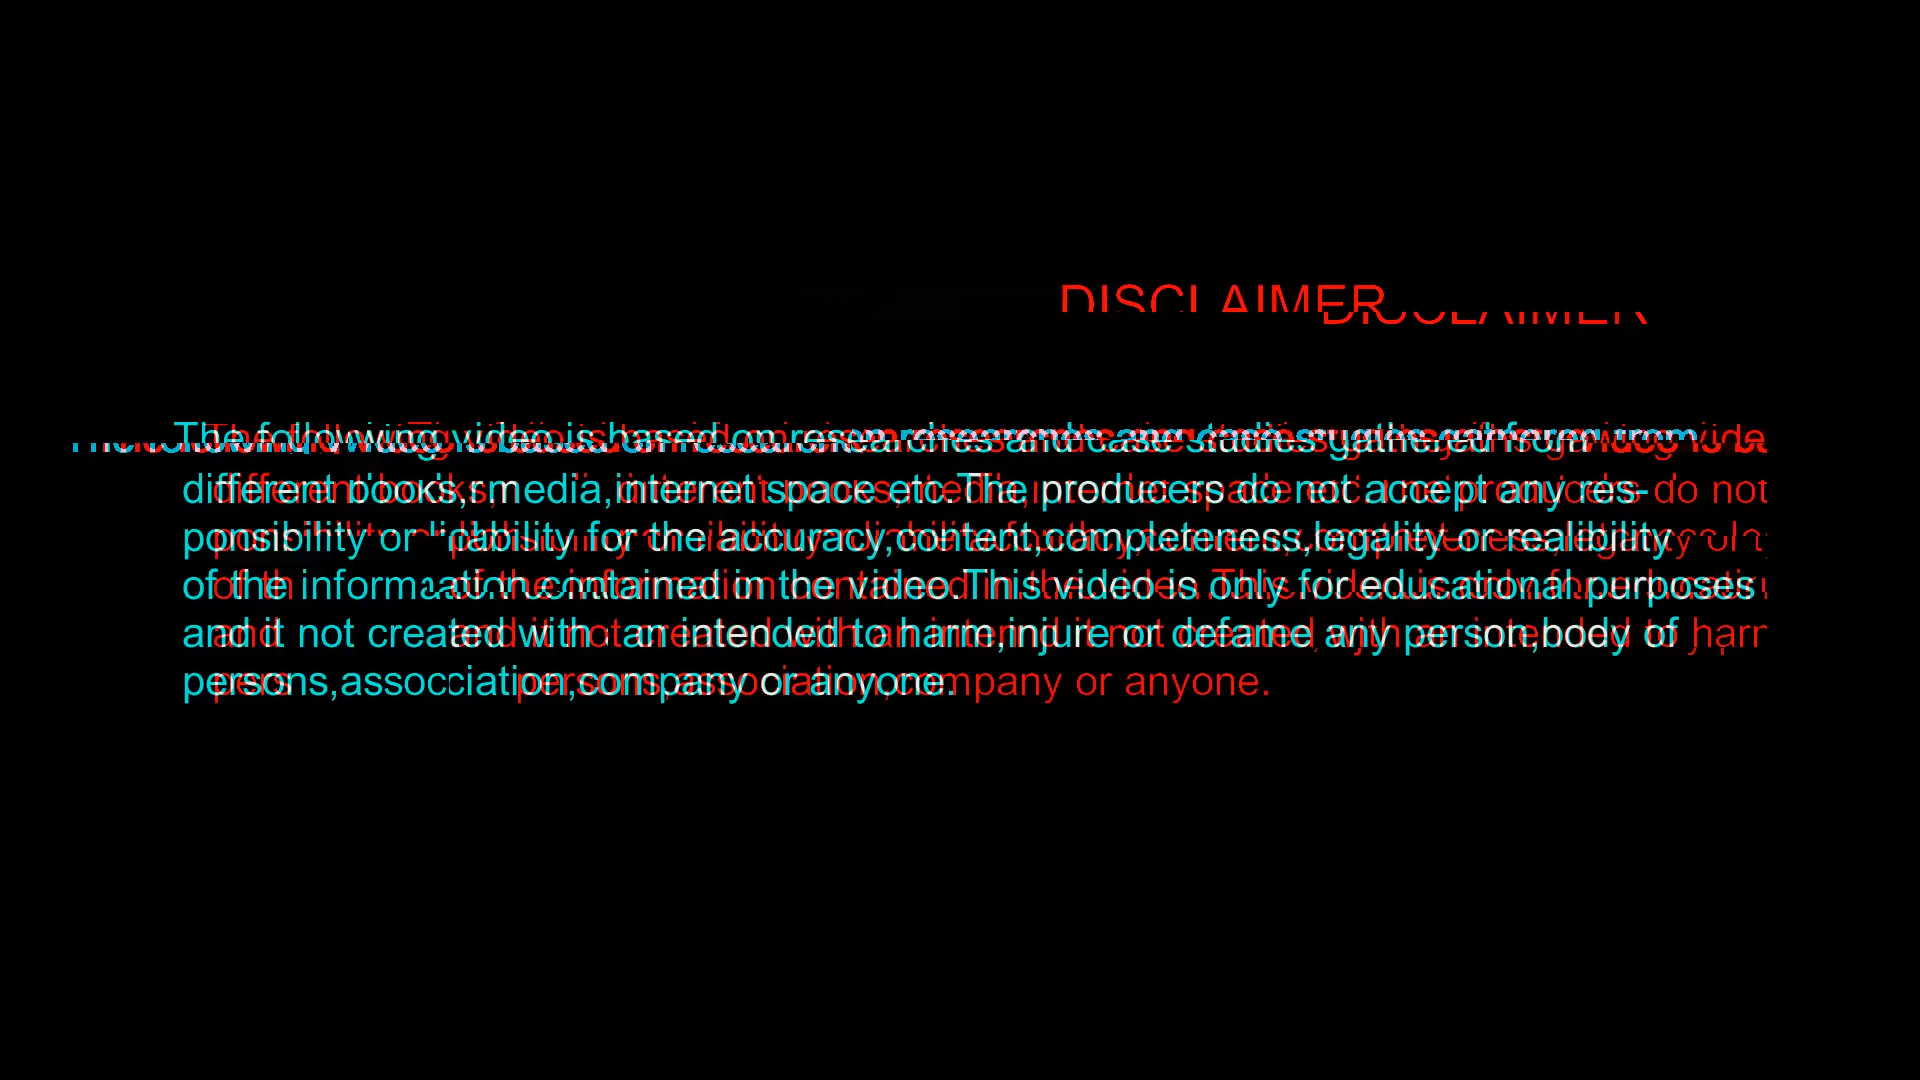 DISCLAIMER
The following video is based on researches and case studies gathered from
different books, media,internet space etc.The producers do not accept any res-
ponsibility or liability for the accuracy,content,completeness,legality or realibility
of the information contained in the video.This video is only for educational purposes
and it not created with an intended to harm,injure or defame any person,body of
persons,association,company or anyone.